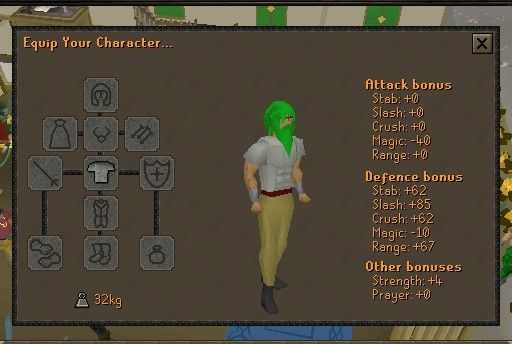 Equip Your Character...
Attack bonus
Stab: +0
Slash: +0
Crush: +0
Magic: -40
Range: +0
Defence bonus
Stab: +62
Slash: +85
Crush: +62
Magic: -10
Range: +67
Other bonuses
Strength: +4
Prayer: +0
32kg